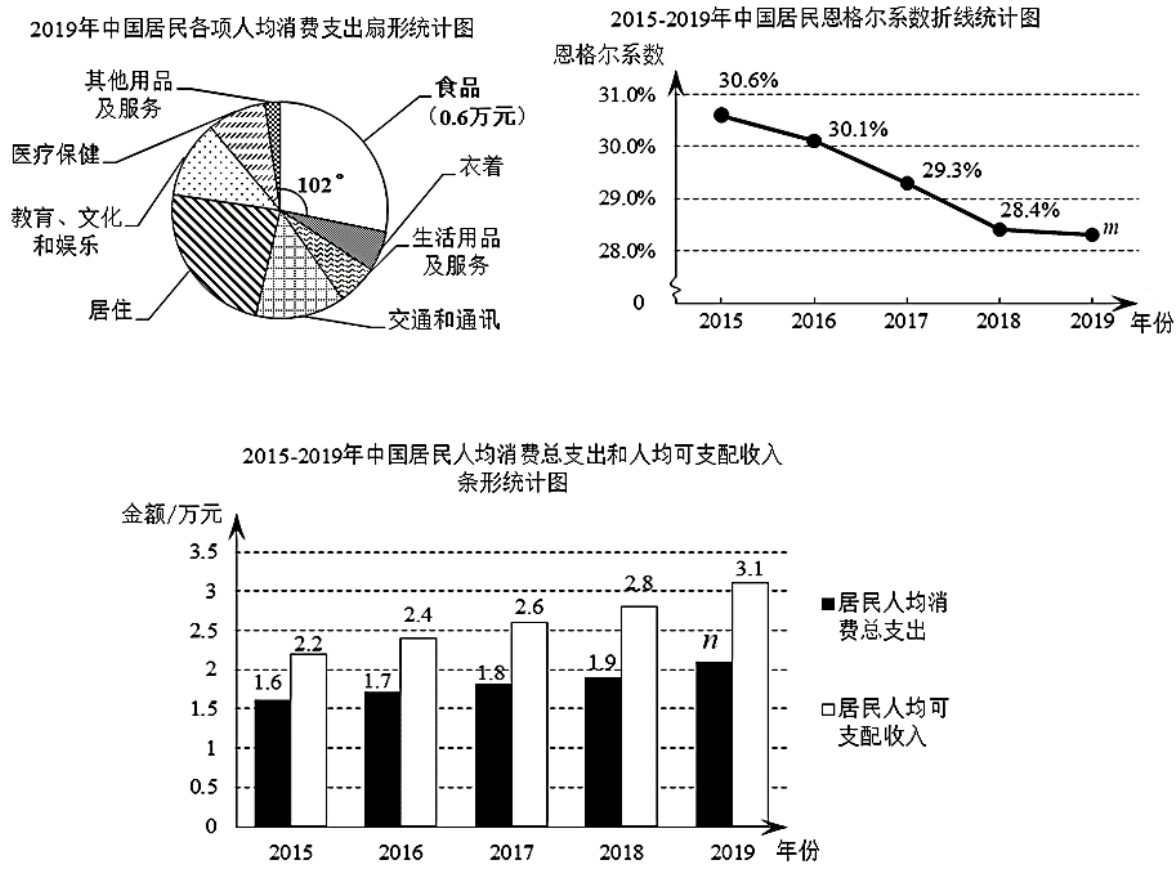 2019年中国居民各项人均消费支出扇形统计图
其他用品
及服务
食品
（0.6万元）
医疗保健
衣着
102°
教育、文化
和娱乐
生活用品
及服务
居住
交通和通讯
2015-2019年中国居民恩格尔系数折线统计图
恩格尔系数
30.6%
31.0%
30.1%
30.0%
29.3%
29.0%
28.4%
m
28.0%
0
2015 2016 2017 2018 2019 年份
2015-2019年中国居民人均消费总支出和人均可支配收入
条形统计图
金额/万元
3.5
3
2.5
2
1.5
1
0.5
0
1.6 2.2 1.7 2.4 1.8 2.6 1.9 2.8 n 3.1
2015 2016 2017 2018 2019 年份
居民人均消
费总支出
居民人均可
支配收入